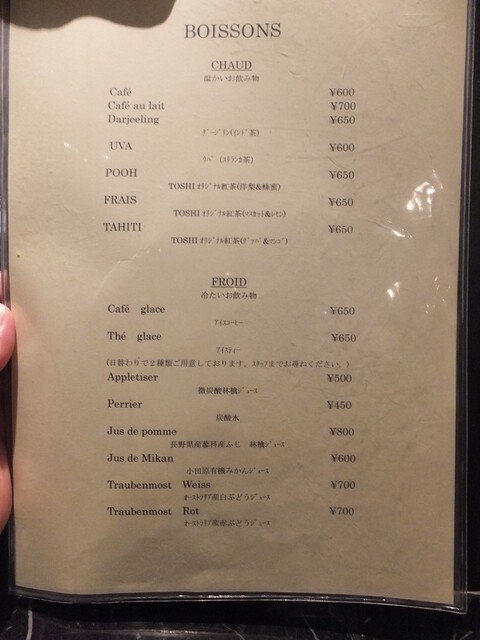 BOISSONS
CHAUD
温かいお飲み物
Café ¥600
Café au lait ¥700
Darjeeling ¥650
ﾀﾞｰｼﾞﾘﾝ(ｲﾝﾄﾞ茶)
UVA ¥600
ｳﾊﾞ (ｽﾘﾗﾝｶ茶)
POOH ¥650
TOSHI ｵﾘｼﾞﾅﾙ紅茶(洋梨&蜂蜜)
FRAIS ¥650
TOSHI ｵﾘｼﾞﾅﾙ紅茶(ﾏｽｶｯﾄ&ﾚﾓﾝ)
TAHITI ¥650
TOSHI ｵﾘｼﾞﾅﾙ紅茶(ｸﾞｧﾊﾞ&ﾏﾝｺﾞ)
FROID
冷たいお飲み物
Café glace ¥650
ｱｲｽｺｰﾋｰ
Thé glace ¥650
ｱｲｽﾃｨｰ
(日替わりで２種類ご用意しております。ｽﾀｯﾌまでお尋ねください。)
Appletiser ¥500
微炭酸林檎ｼﾞｭｰｽ
Perrier ¥450
炭酸水
Jus de pomme ¥800
長野県産蓼科産ふじ 林檎ｼﾞｭｰｽ
Jus de Mikan ¥600
小田原有機みかんｼﾞｭｰｽ
Traubenmost Weiss ¥700
ｵｰｽﾄﾗﾘｱ産白ぶどうｼﾞｭｰｽ
Traubenmost Rot ¥700
ｵｰｽﾄﾗﾘｱ産赤ぶどうｼﾞｭｰｽ